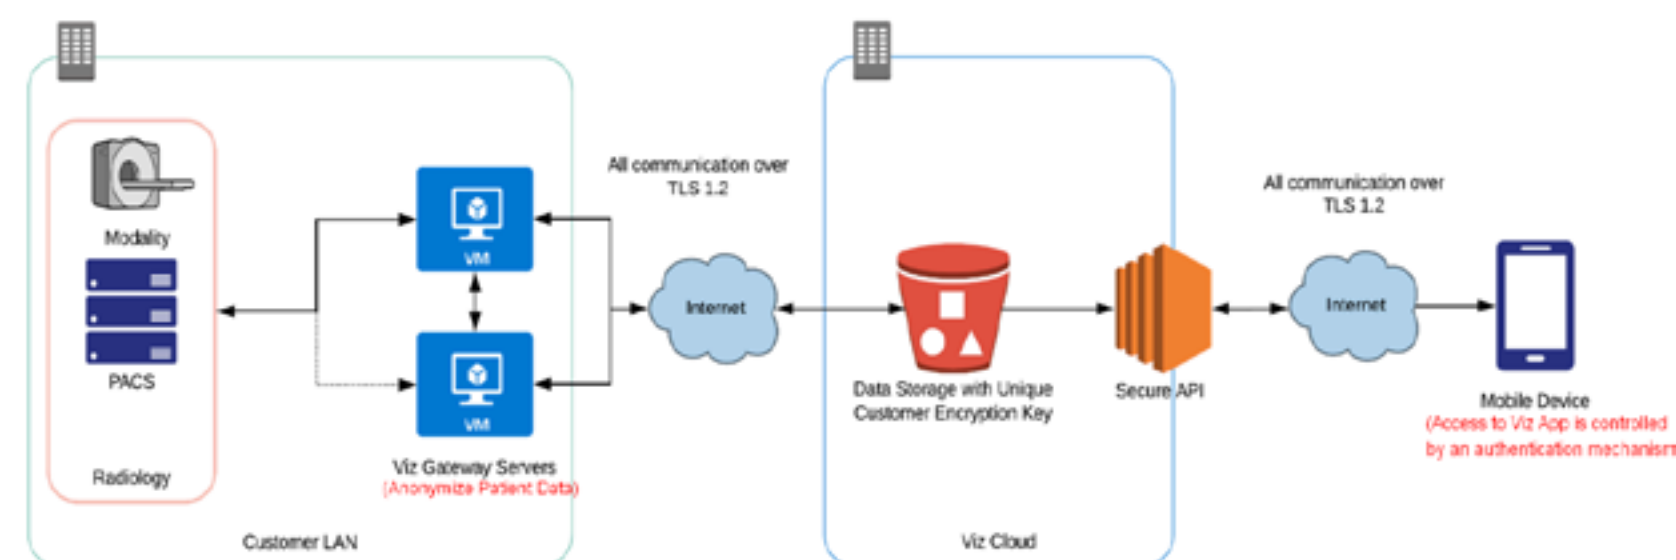 All communication over
TLS 1.2
All communication over
TLS 1.2
Modality
VM
Internet
Internet
PACS
Data Storage with Unique
Customer Encryption Key
Secure API
Mobile Device
(Access to Viz App is controlled
by an authentication mechanism
VM
Radiology
Viz Gateway Servers
(Anonymize Patient Data)
Customer LAN
Viz Cloud